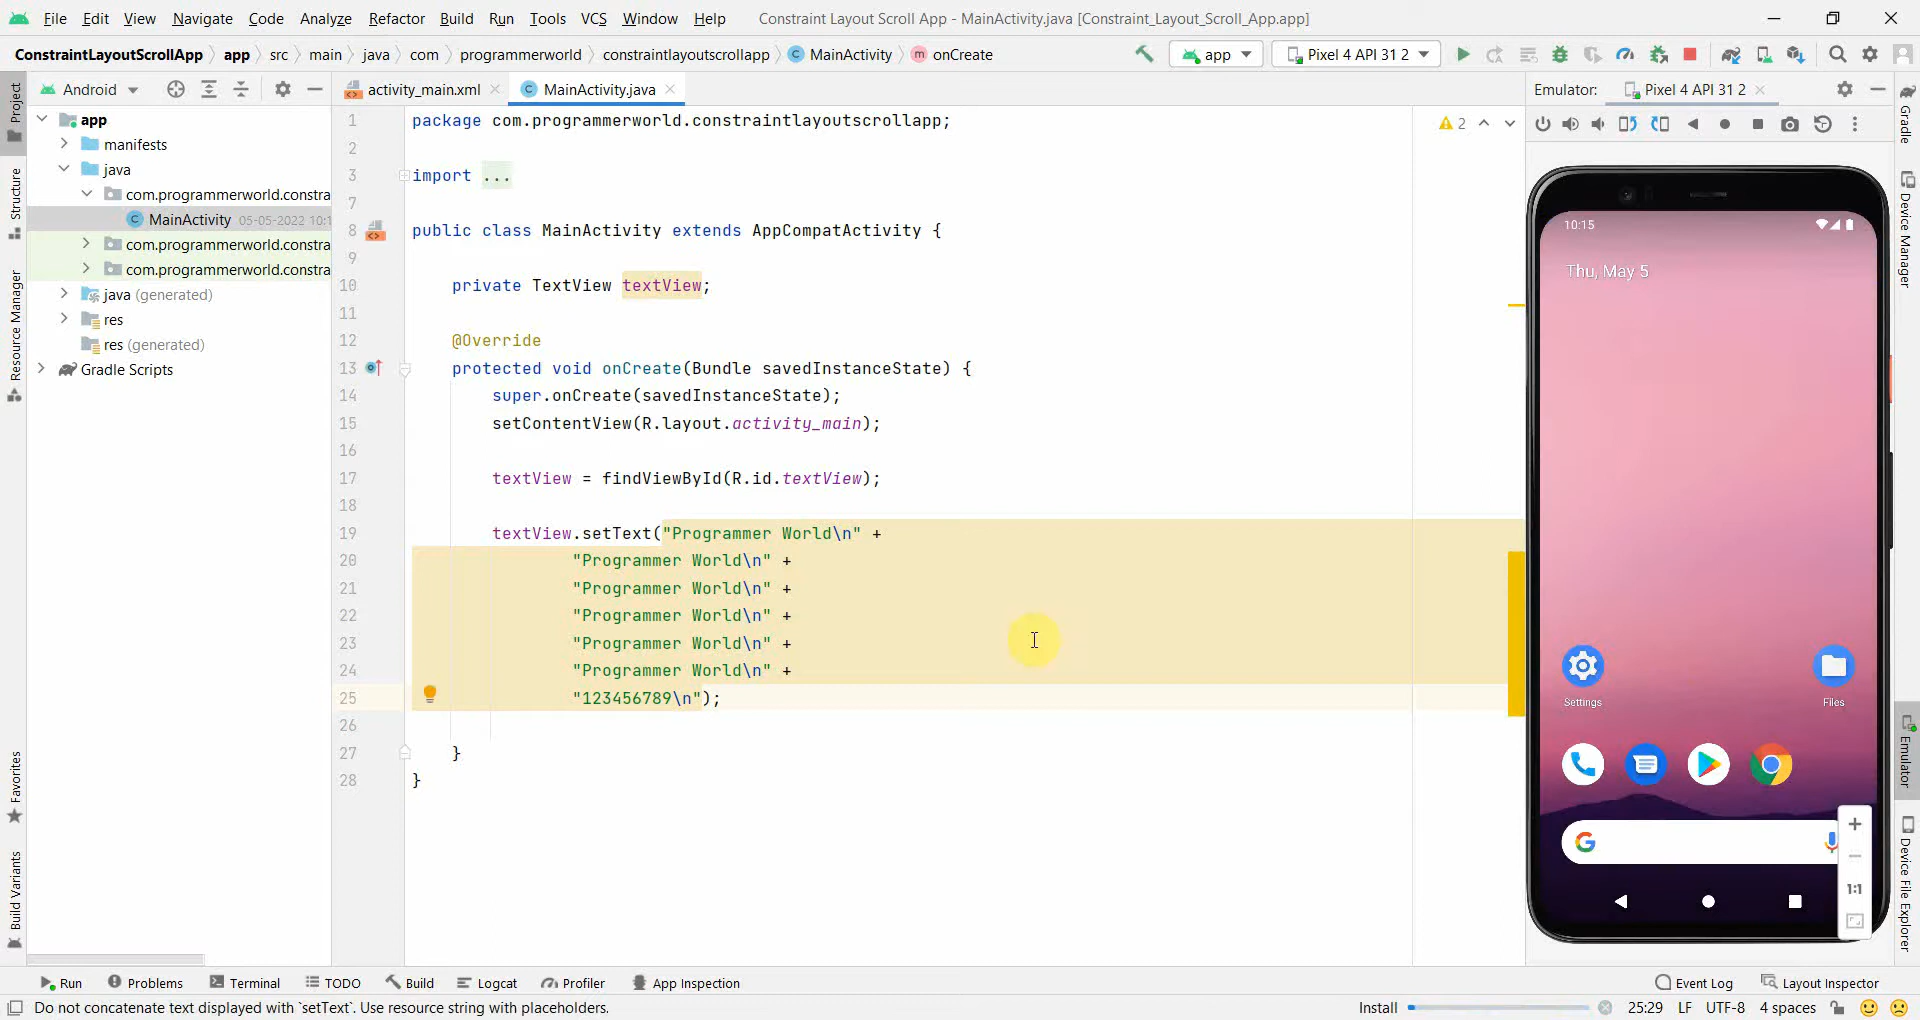 File Edit View Navigate Code Analyze Refactor Build Run Tools VCS Window Help Constraint Layout Scroll App - MainActivity.java [Constraint_Layout_Scroll_App.app]
ConstraintLayoutScrollApp app src main java com programmerworld constraintlayoutscrollapp C MainActivity m onCreate app Pixel 4 API 31 2
Android activity_main.xml C MainActivity.java Emulator: Pixel 4 API 31 2
Project
Structure
Resource Manager
Favorites
Build Variants
app
manifests
java
com.programmerworld.constra
C MainActivity 05-05-2022 10:1
com.programmerworld.constra
com.programmerworld.constra
java (generated)
res
res (generated)
Gradle Scripts
1 package com.programmerworld.constraintlayoutscrollapp;
2
3 import ...
7
8 public class MainActivity extends AppCompatActivity {
9
10 private TextView textView;
11
12 @Override
13 protected void onCreate(Bundle savedInstanceState) {
14 super.onCreate(savedInstanceState);
15 setContentView(R.layout.activity_main);
16
17 textView = findViewById(R.id.textView);
18
19 textView.setText("Programmer World\n" +
20 "Programmer World\n" +
21 "Programmer World\n" +
22 "Programmer World\n" +
23 "Programmer World\n" +
24 "Programmer World\n" +
25 "123456789\n");
26
27 }
28 }
2
10:15
Thu, May 5
Settings Files
G
1:1
Gradle
Device Manager
Emulator
Device File Explorer
Run Problems Terminal TODO Build Logcat Profiler App Inspection Event Log Layout Inspector
Do not concatenate text displayed with `setText`. Use resource string with placeholders. Install 25:29 LF UTF-8 4 spaces